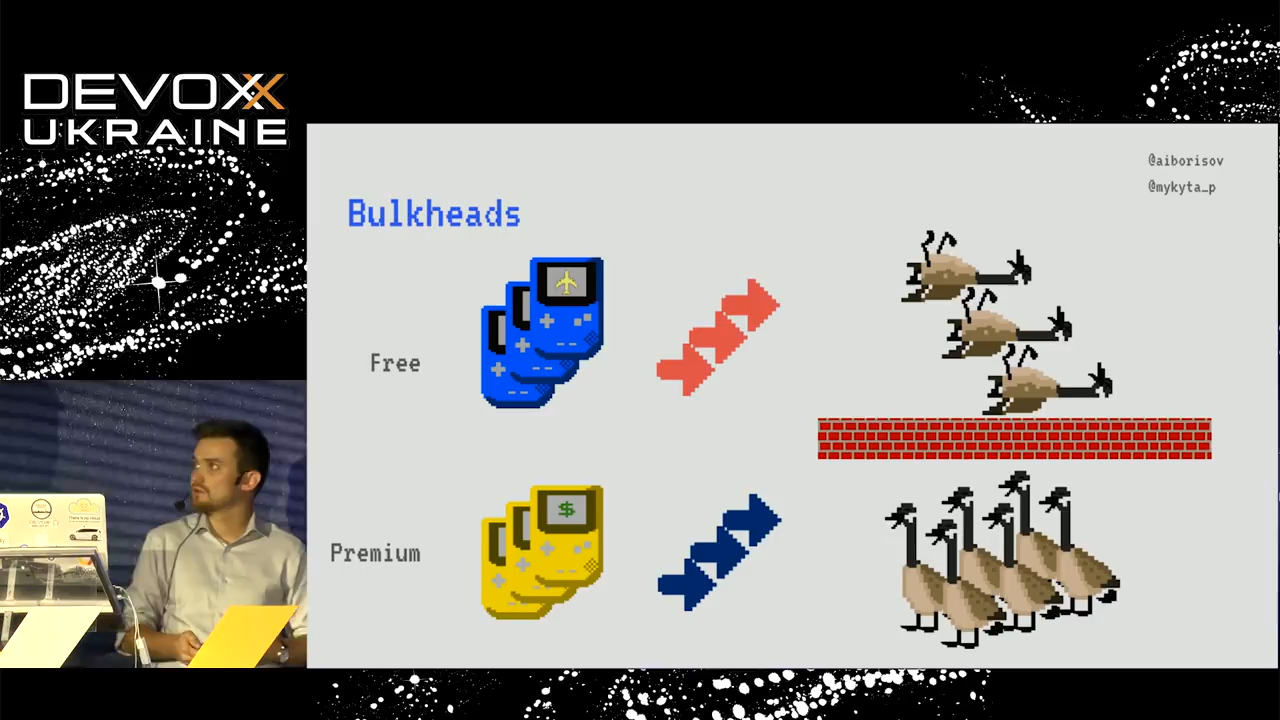 DEVOXX
UKRAINE
@aiborisov
@mykyta_p
Bulkheads
Free
$
Premium